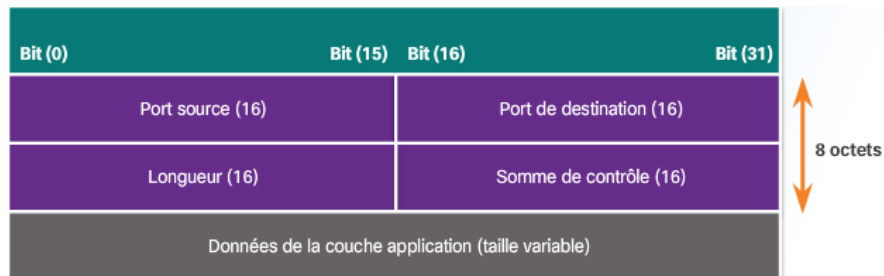 Bit (0) Bit (15) Bit (16) Bit (31)
Port source (16) Port de destination (16)
8 octets
Longueur (16) Somme de contrôle (16)
Données de la couche application (taille variable)